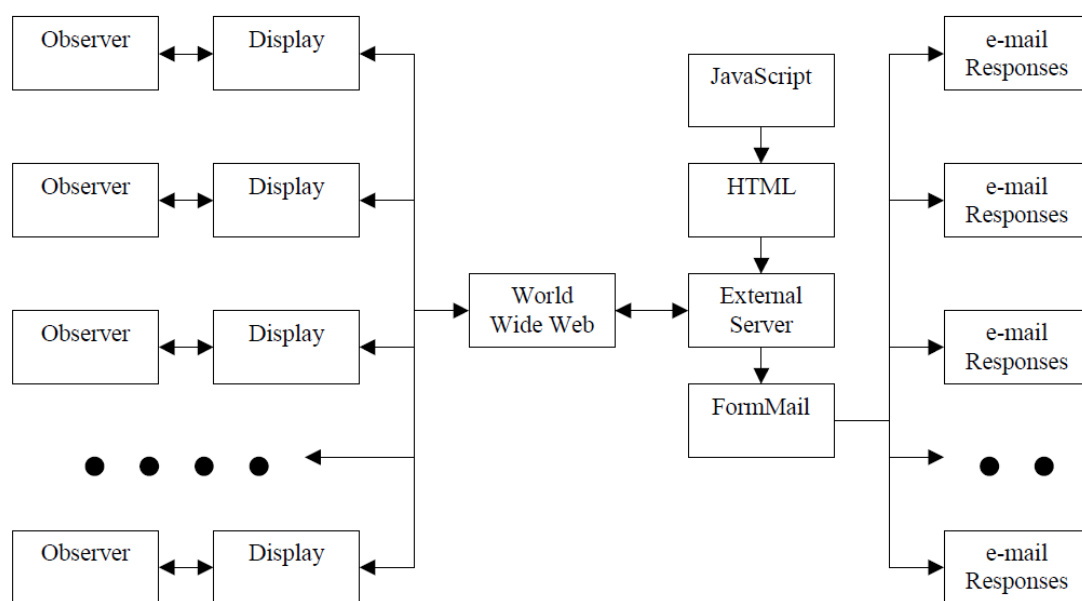 Observer
Display
JavaScript
e-mail
Responses
Observer
Display
HTML
e-mail
Responses
World
Wide Web
External
Server
Observer
Display
e-mail
Responses
FormMail
Observer
Display
e-mail
Responses